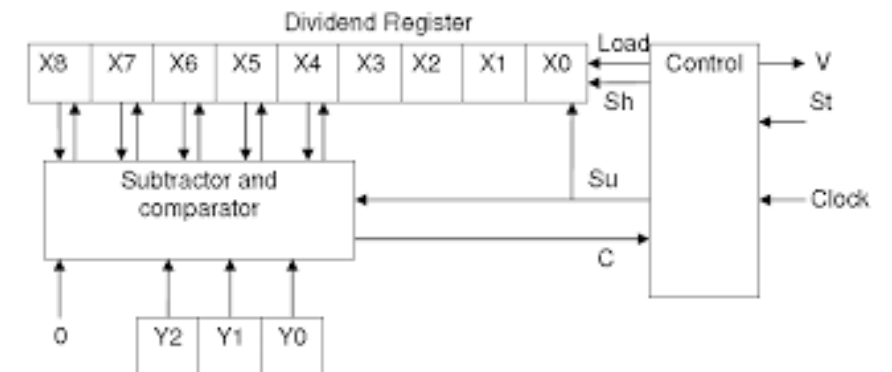 Dividend Register
X8 X7 X6 X5 X4 X3 X2 X1 X0
Load
Control
V
Sh
St
Subtractor and
comparator
Su
Clock
C
0
Y2 Y1 Y0